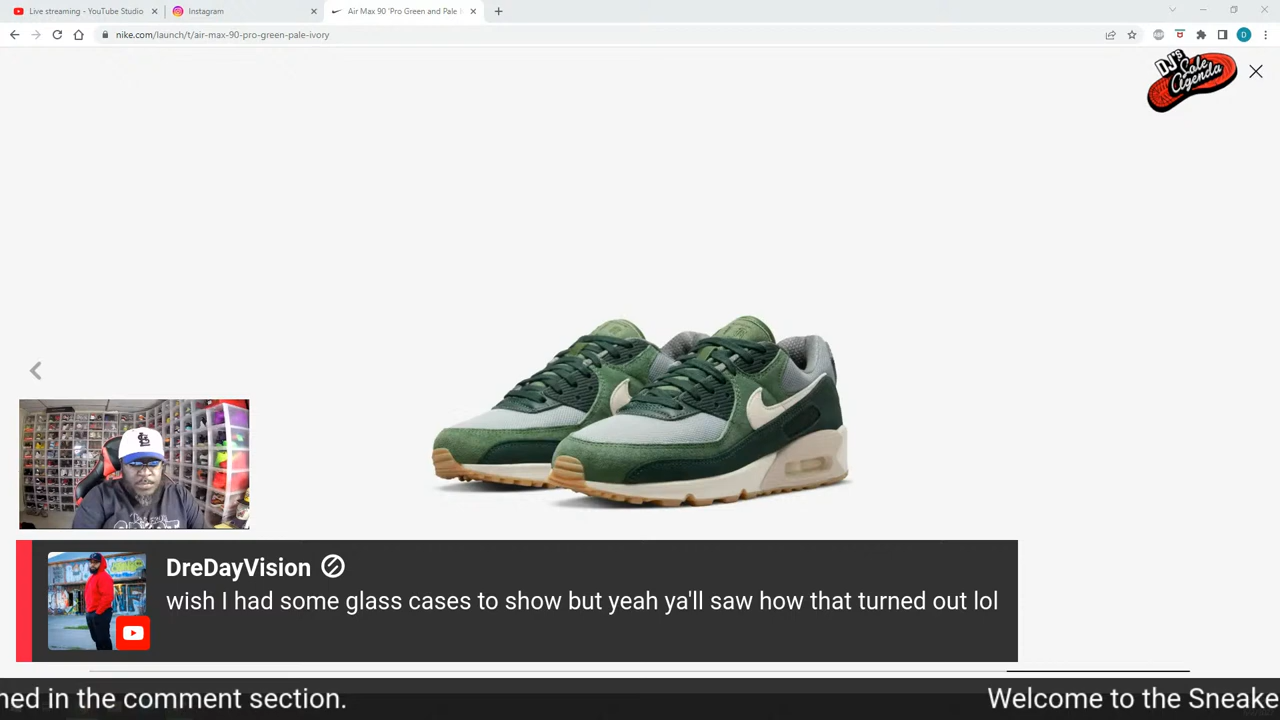 Live streaming - YouTube Studio
Instagram
Air Max 90 'Pro Green and Pale
nike.com/launch/t/air-max-90-pro-green-pale-ivory
D
DJ's
Sole
Agenda
DreDayVision
wish I had some glass cases to show but yeah ya'll saw how that turned out lol
ned in the comment section.
Welcome to the Sneake